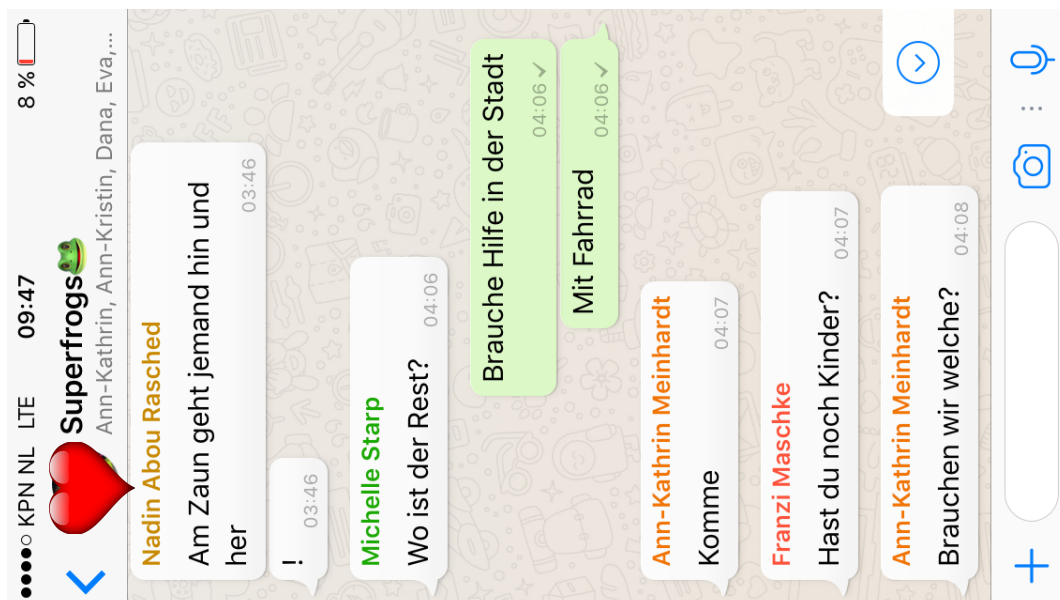 KPN NL LTE 09:47 8 %
Superfrogs
Ann-Kathrin, Ann-Kristin, Dana, Eva,...
Nadin Abou Rasched
Am Zaun geht jemand hin und
her
03:46
!
03:46
Michelle Starp
Wo ist der Rest?
04:06
Brauche Hilfe in der Stadt
04:06
Mit Fahrrad
04:06
Ann-Kathrin Meinhardt
Komme
04:07
Franzi Maschke
Hast du noch Kinder?
04:07
Ann-Kathrin Meinhardt
Brauchen wir welche?
04:08